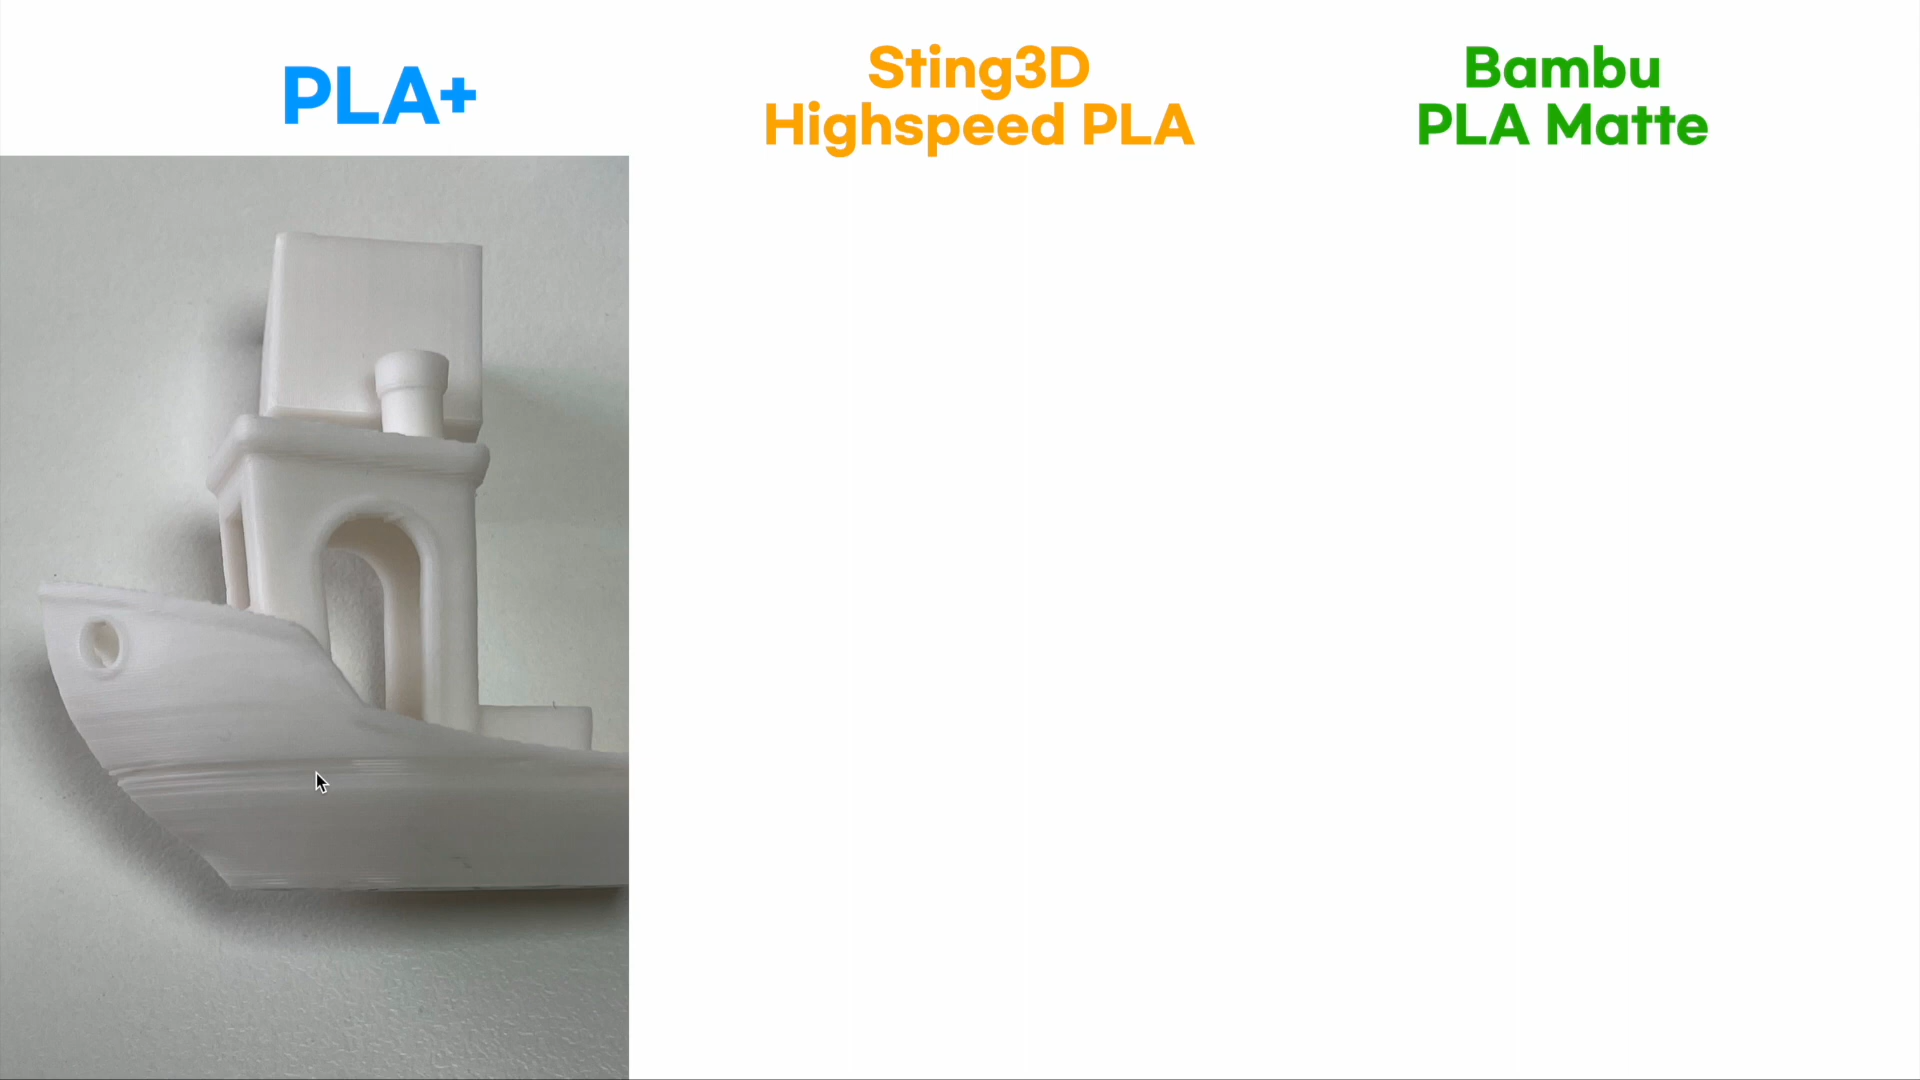 PLA+
Sting3D
Highspeed PLA
Bambu
PLA Matte